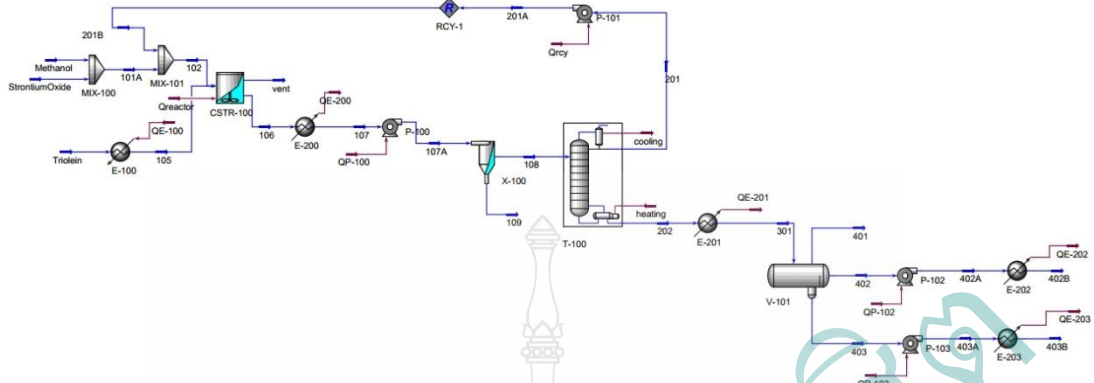 R
201A
P-101
RCY-1
201B
Qrcy
Methanol
102
StrontiumOxide
101A
MIX-101
MIX-100
201
vent
Qreactor
CSTR-100
QE-200
QE-100
106
107
P-100
cooling
E-200
107A
Triolein
105
QP-100
108
E-100
X-100
heating
QE-201
109
202
301
T-100
E-201
401
QE-202
402
P-102
402A
402B
V-101
E-202
QP-102
QE-203
403
P-103
403A
403B
E-203